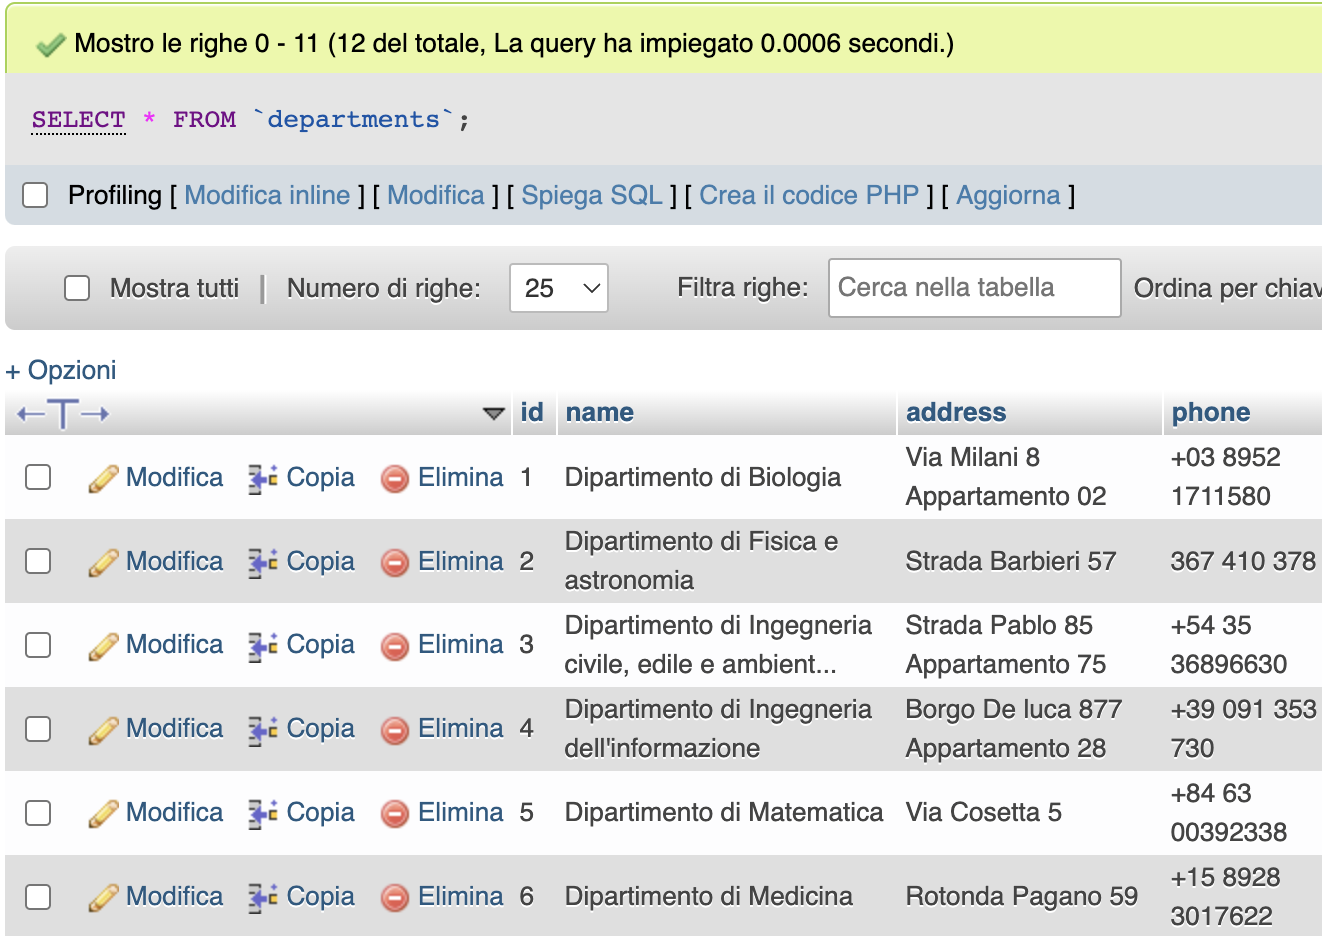 Mostro le righe 0 - 11 (12 del totale, La query ha impiegato 0.0006 secondi.)
SELECT * FROM `departments`;
Profiling [ Modifica inline ] [ Modifica ] [ Spiega SQL ] [ Crea il codice PHP ] [ Aggiorna ]
Mostra tutti | Numero di righe: 25 Filtra righe: Cerca nella tabella Ordina per chiav
+ Opzioni
←T→ id name address phone
Modifica Copia Elimina 1 Dipartimento di Biologia Via Milani 8 +03 8952
Appartamento 02 1711580
Modifica Copia Elimina 2 Dipartimento di Fisica e Strada Barbieri 57 367 410 378
astronomia
Modifica Copia Elimina 3 Dipartimento di Ingegneria Strada Pablo 85 +54 35
civile, edile e ambient... Appartamento 75 36896630
Modifica Copia Elimina 4 Dipartimento di Ingegneria Borgo De luca 877 +39 091 353
dell'informazione Appartamento 28 730
Modifica Copia Elimina 5 Dipartimento di Matematica Via Cosetta 5 +84 63
00392338
Modifica Copia Elimina 6 Dipartimento di Medicina Rotonda Pagano 59 +15 8928
3017622